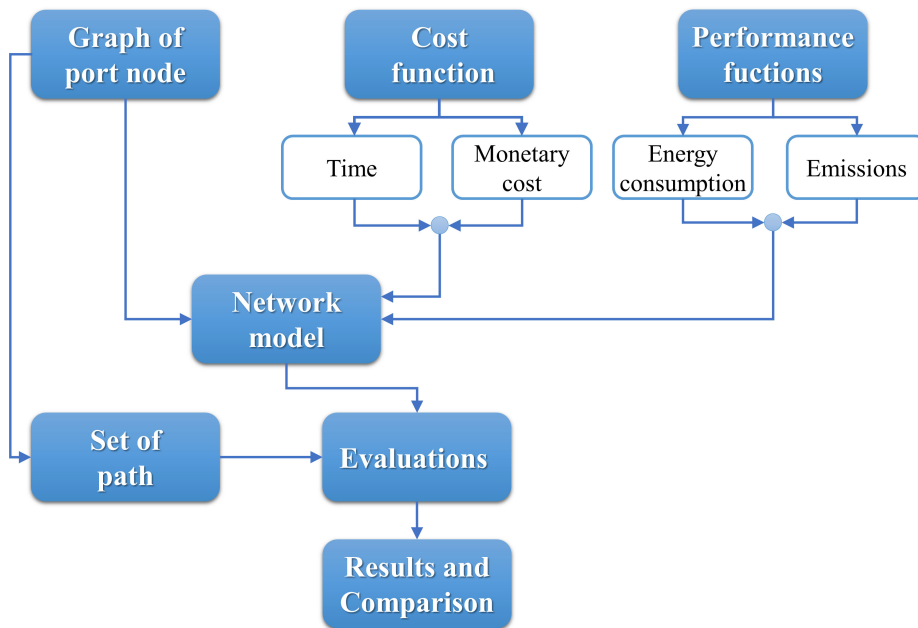 Graph of
port node
Cost
function
Performance
fuctions
Time
Monetary
cost
Energy
consumption
Emissions
Network
model
Set of
path
Evaluations
Results and
Comparison